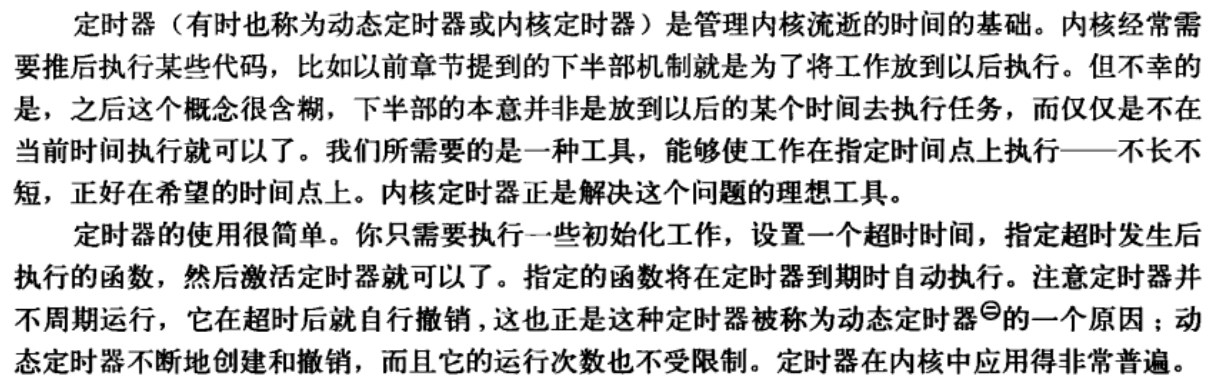 定时器（有时也称为动态定时器或内核定时器）是管理内核流逝的时间的基础。内核经常需
要推后执行某些代码，比如以前章节提到的下半部机制就是为了将工作放到以后执行。但不幸的
是，之后这个概念很含糊，下半部的本意并非是放到以后的某个时间去执行任务，而仅仅是不在
当前时间执行就可以了。我们所需要的是一种工具，能够使工作在指定时间点上执行——不长不
短，正好在希望的时间点上。内核定时器正是解决这个问题的理想工具。
定时器的使用很简单。你只需要执行一些初始化工作，设置一个超时时间，指定超时发生后
执行的函数，然后激活定时器就可以了。指定的函数将在定时器到期时自动执行。注意定时器并
不周期运行，它在超时后就自行撤销，这也正是这种定时器被称为动态定时器㊀的一个原因；动
态定时器不断地创建和撤销，而且它的运行次数也不受限制。定时器在内核中应用得非常普遍。